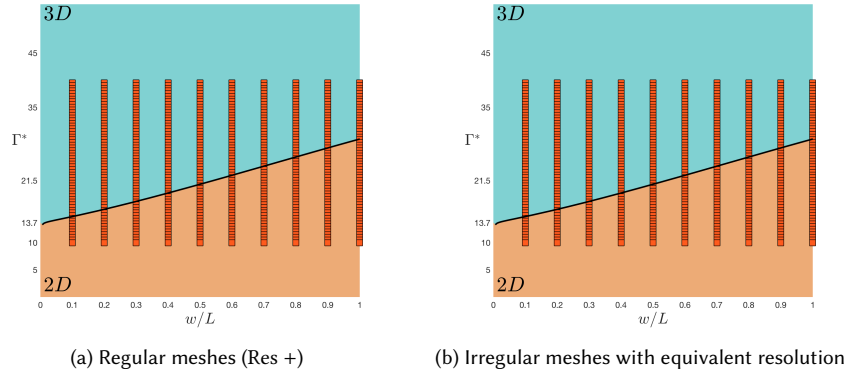 3D
45
35
Γ*
21.5
13.7
10
5
2D
0 0.1 0.2 0.3 0.4 0.5 0.6 0.7 0.8 0.9 1
w/L
(a) Regular meshes (Res +)
3D
45
35
Γ*
21.5
13.7
10
5
2D
0 0.1 0.2 0.3 0.4 0.5 0.6 0.7 0.8 0.9 1
w/L
(b) Irregular meshes with equivalent resolution